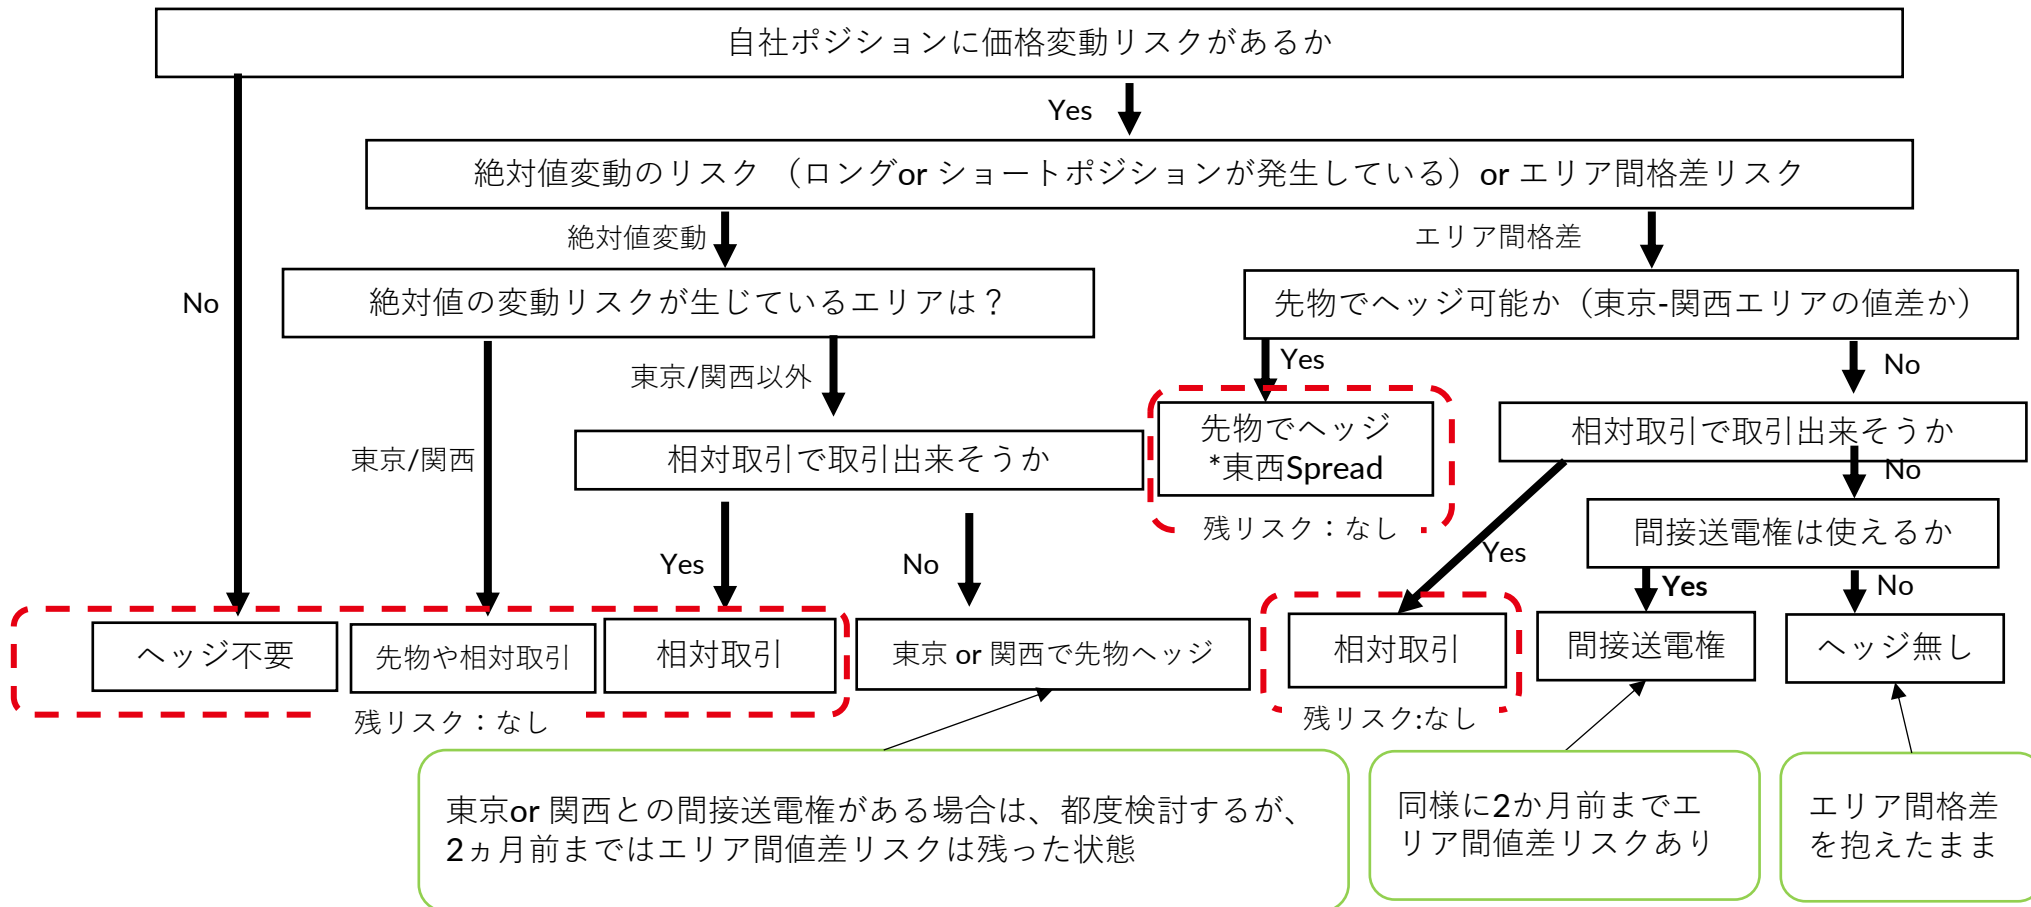 自社ポジションに価格変動リスクがあるか
Yes
絶対値変動のリスク （ロングor ショートポジションが発生している）or エリア間格差リスク
絶対値変動
エリア間格差
No
絶対値の変動リスクが生じているエリアは？
先物でヘッジ可能か（東京-関西エリアの値差か）
東京/関西以外
Yes
No
東京/関西
相対取引で取引出来そうか
先物でヘッジ
*東西Spread
相対取引で取引出来そうか
No
残リスク：なし
間接送電権は使えるか
Yes
No
Yes
Yes
No
ヘッジ不要
先物や相対取引
相対取引
東京 or 関西で先物ヘッジ
相対取引
間接送電権
ヘッジ無し
残リスク：なし
残リスク:なし
東京or 関西との間接送電権がある場合は、都度検討するが、
2ヵ月前まではエリア間値差リスクは残った状態
同様に2か月前までエ
リア間値差リスクあり
エリア間格差
を抱えたまま